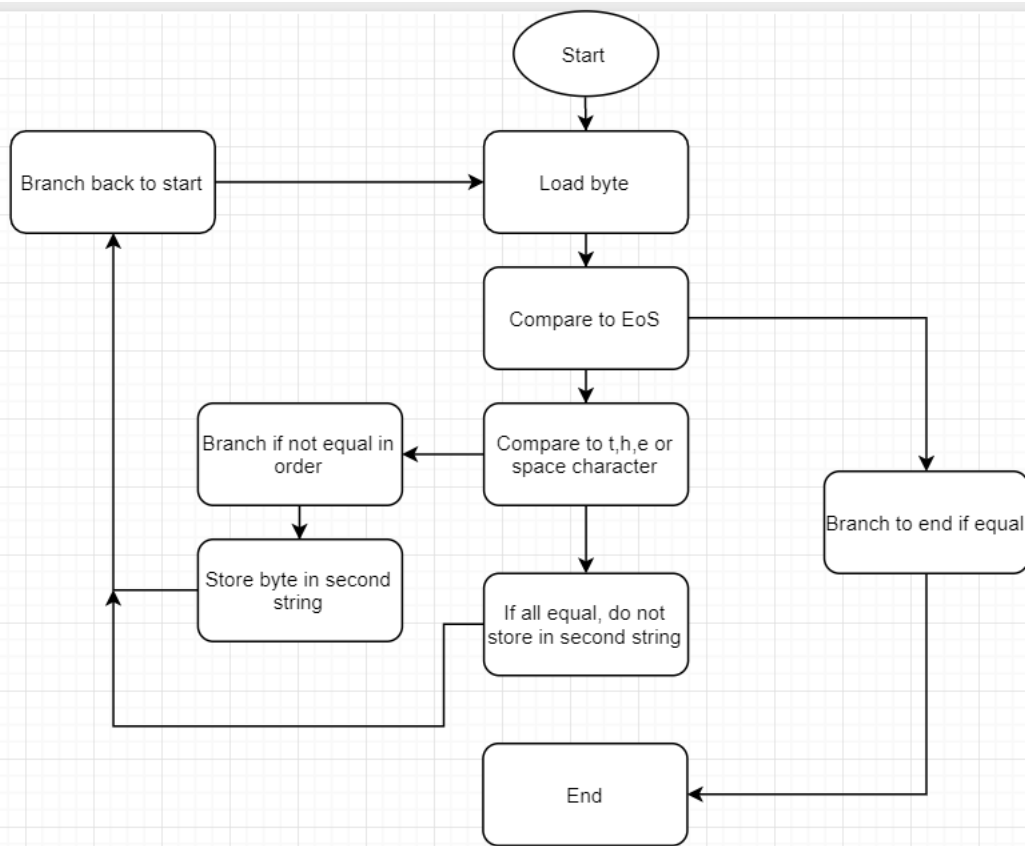 Start
Branch back to start
Load byte
Compare to EoS
Branch if not equal in
order
Compare to t,h,e or
space character
Branch to end if equal
Store byte in second
string
If all equal, do not
store in second string
End